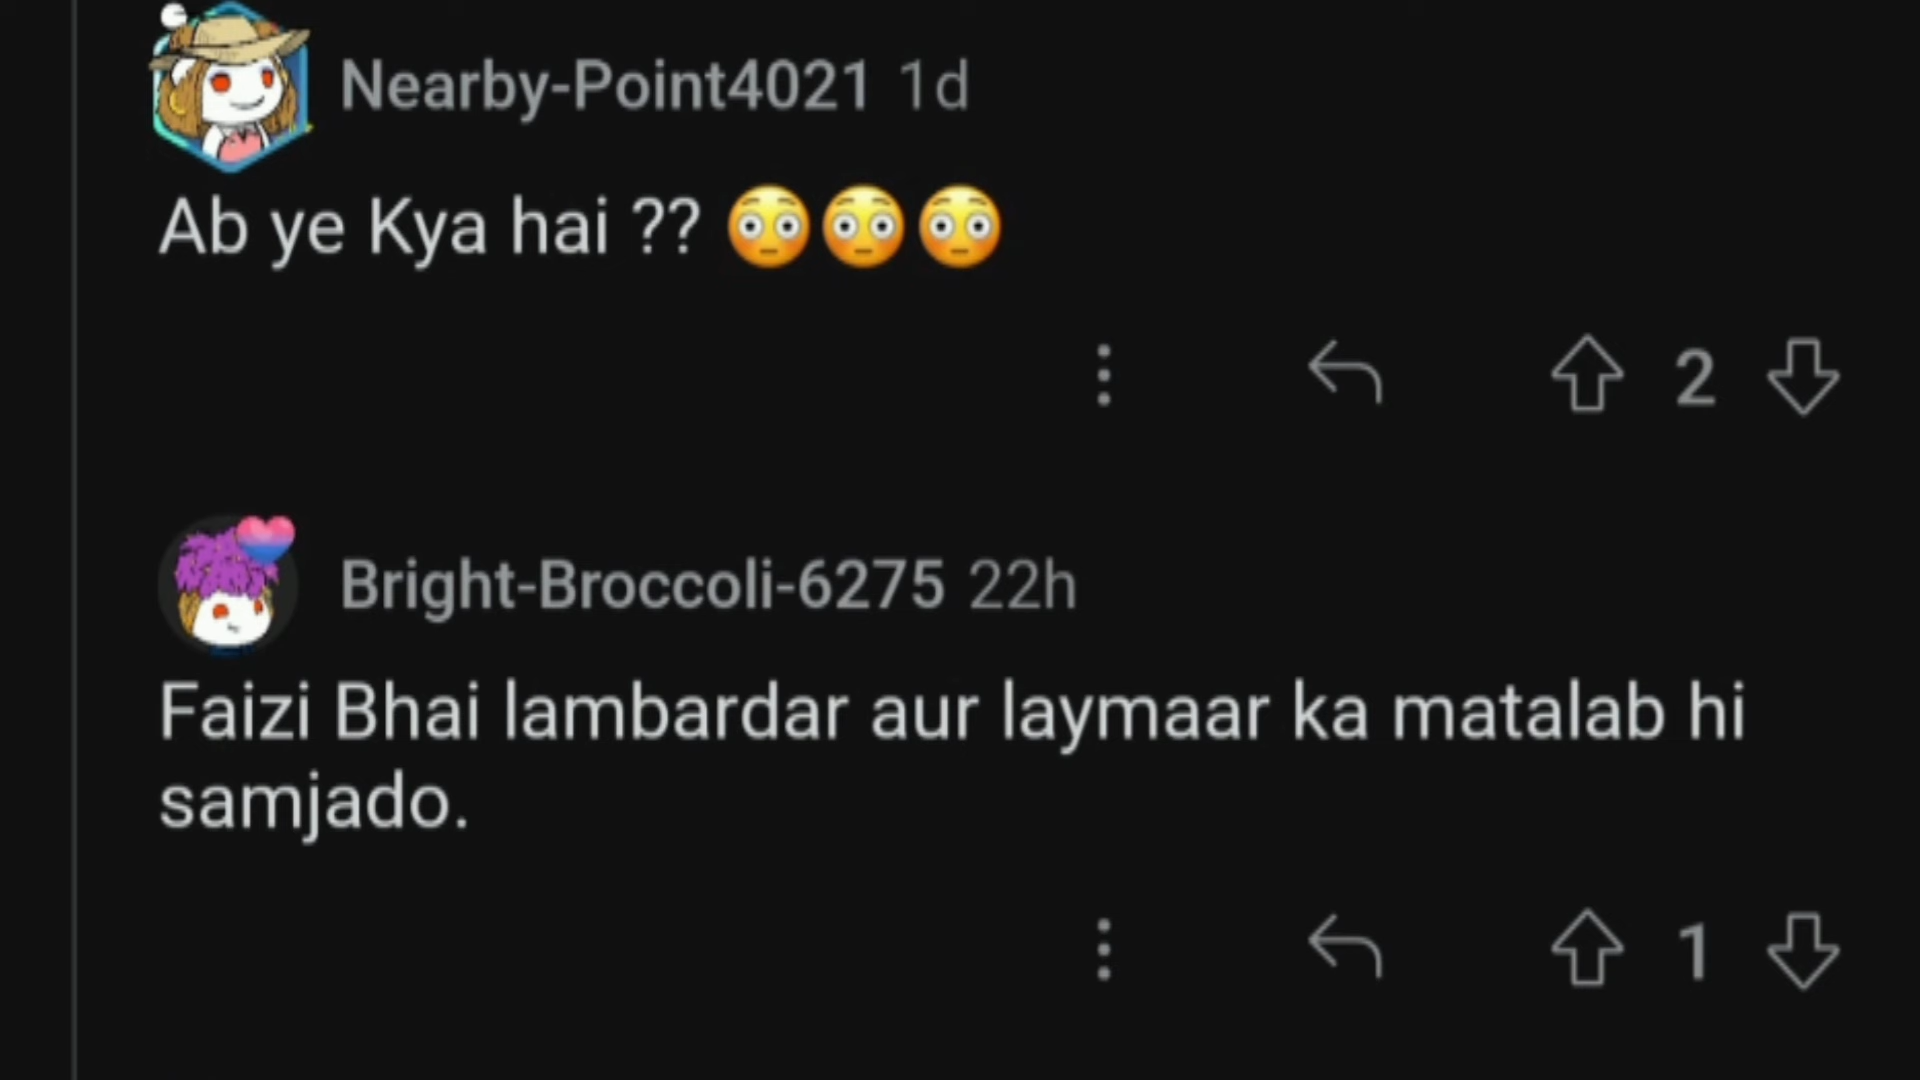 Nearby-Point4021 1d
Ab ye Kya hai ?? 😳😳😳
2
Bright-Broccoli-6275 22h
Faizi Bhai lambardar aur laymaar ka matalab hi
samjado.
1